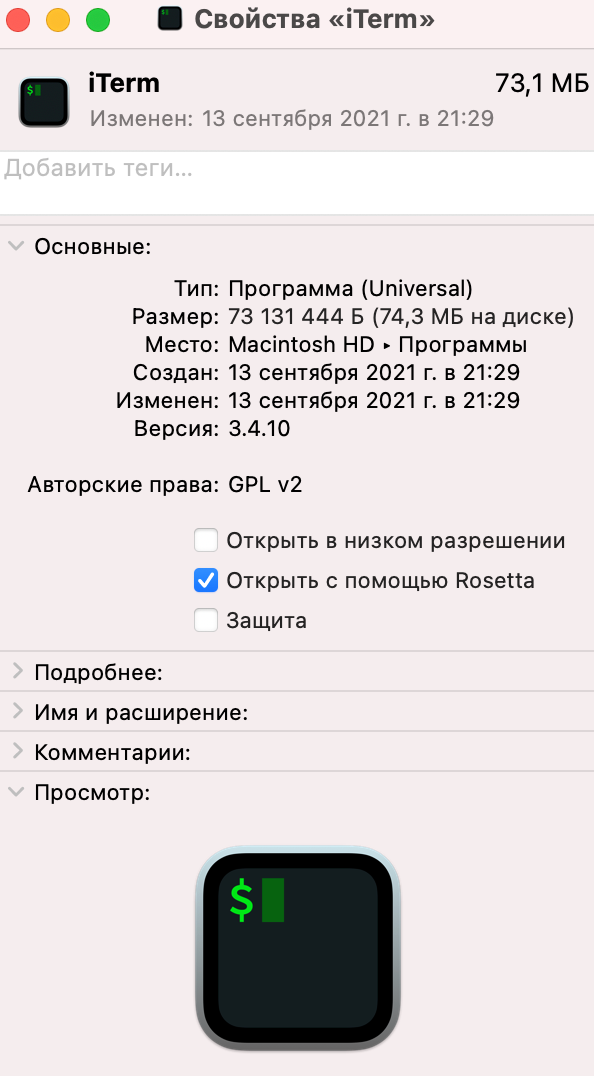 Свойства «iTerm»
iTerm 73,1 МБ
Изменен: 13 сентября 2021 г. в 21:29
Добавить теги...
Основные:
Тип: Программа (Universal)
Размер: 73 131 444 Б (74,3 МБ на диске)
Место: Macintosh HD ▸ Программы
Создан: 13 сентября 2021 г. в 21:29
Изменен: 13 сентября 2021 г. в 21:29
Версия: 3.4.10
Авторские права: GPL v2
Открыть в низком разрешении
Открыть с помощью Rosetta
Защита
Подробнее:
Имя и расширение:
Комментарии:
Просмотр:
$